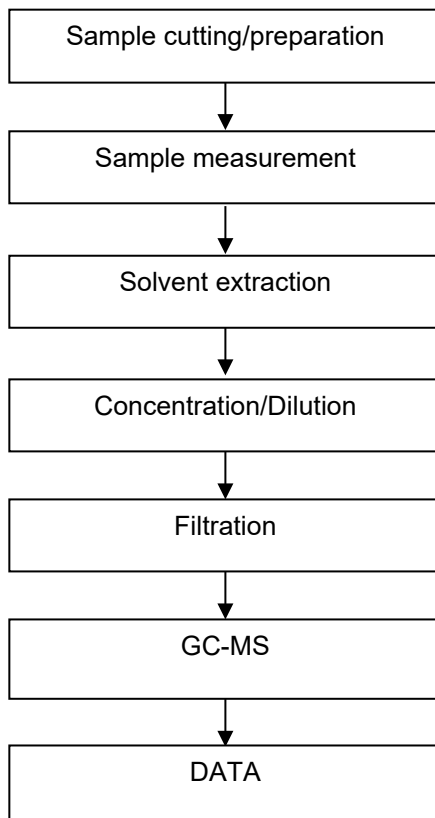 Sample cutting/preparation
Sample measurement
Solvent extraction
Concentration/Dilution
Filtration
GC-MS
DATA